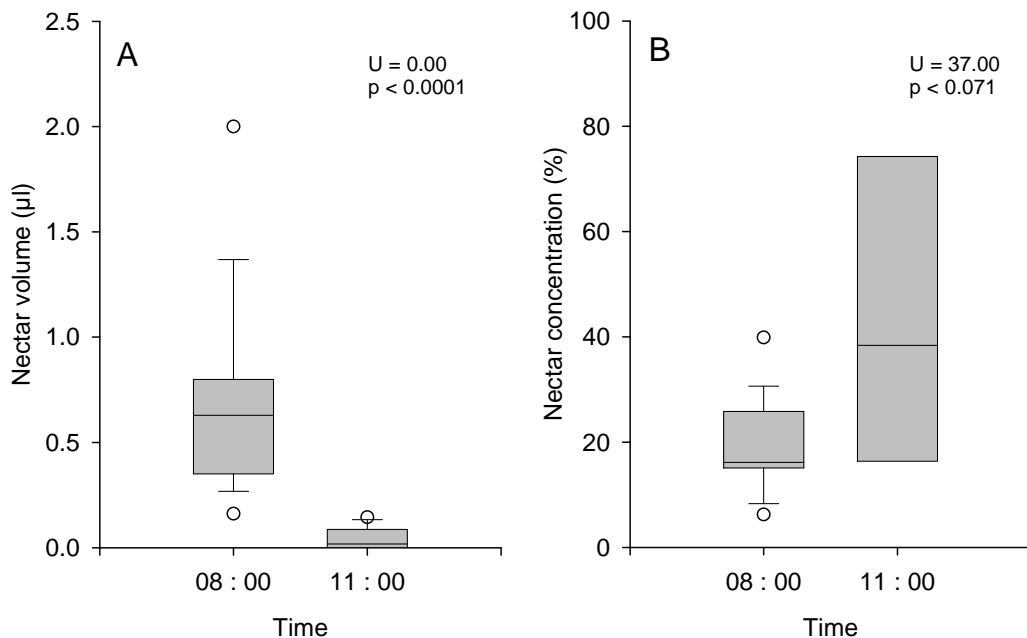 A
U = 0.00
p < 0.0001
Nectar volume (µl)
2.5
2.0
1.5
1.0
0.5
0.0
08 : 00
11 : 00
Time
B
U = 37.00
p < 0.071
Nectar concentration (%)
100
80
60
40
20
0
08 : 00
11 : 00
Time